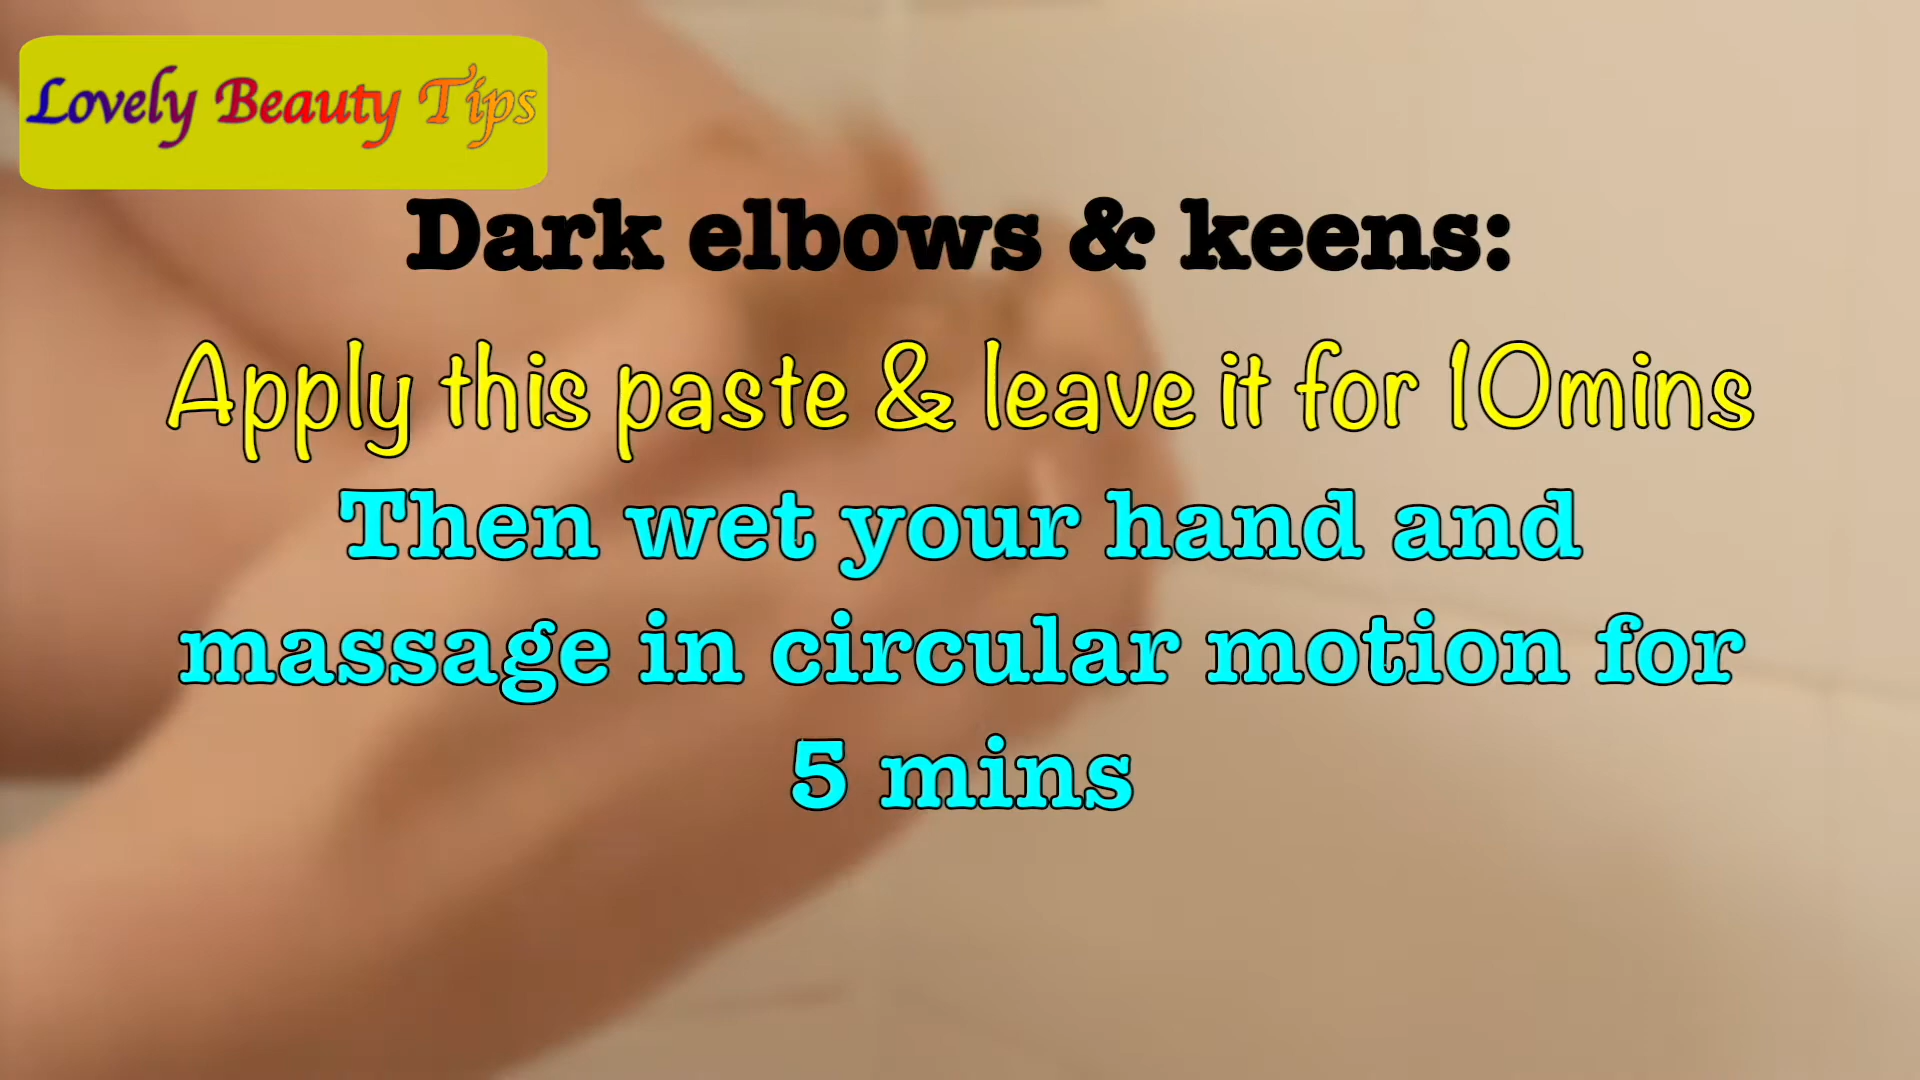 Lovely Beauty Tips
Dark elbows & keens:
Apply this paste & leave it for 10mins
Then wet your hand and
massage in circular motion for
5 mins